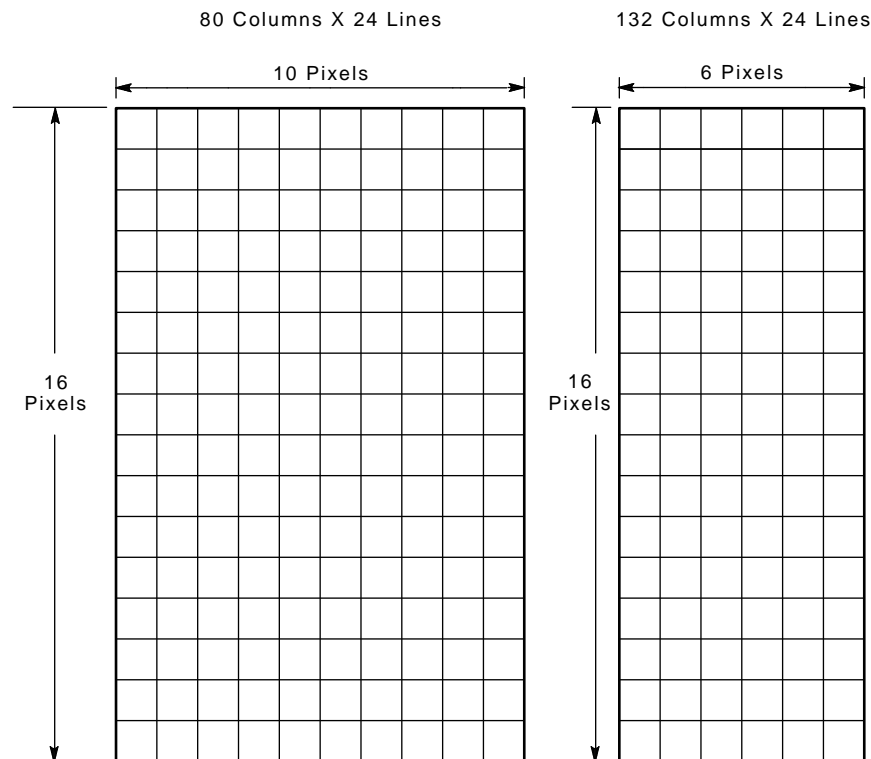 80 Columns X 24 Lines
132 Columns X 24 Lines
10 Pixels
6 Pixels
16
Pixels
16
Pixels